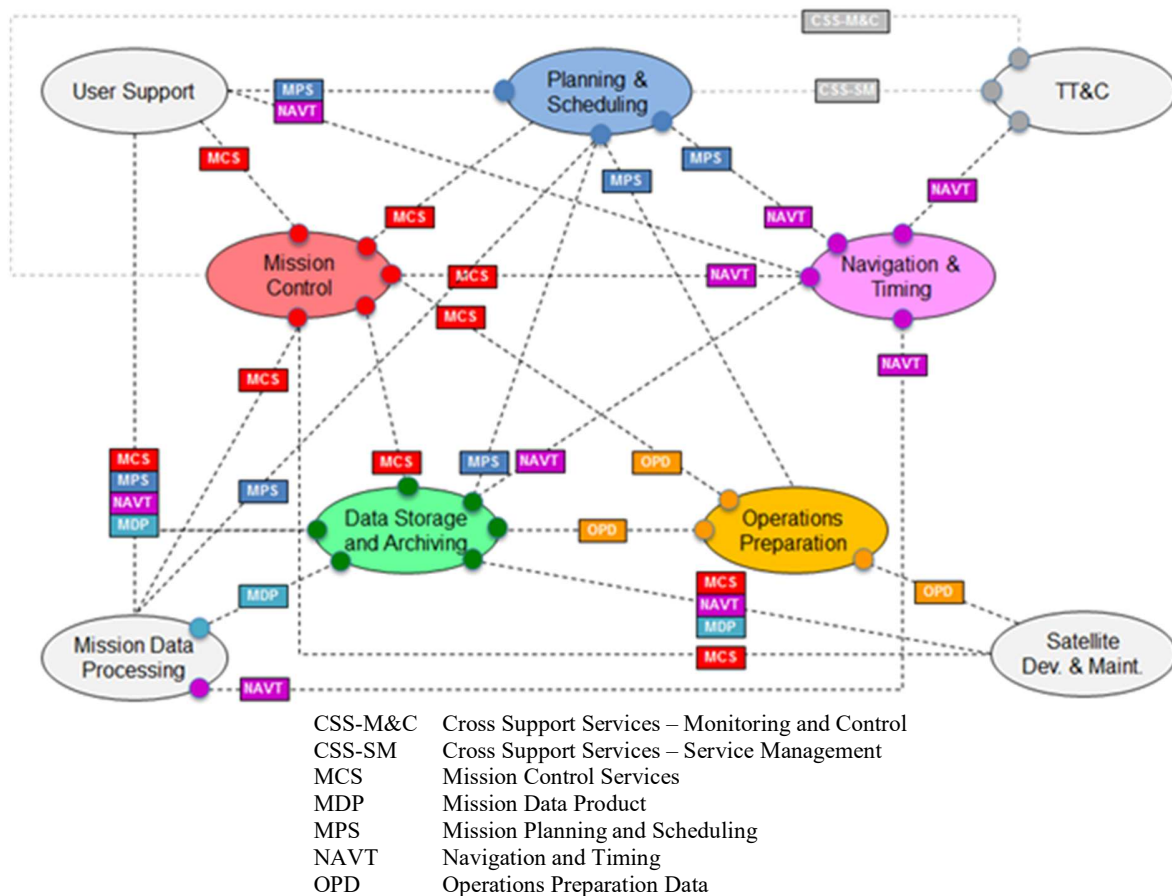 CSS-M&C
User Support
MPS
NAVT
Planning &
Scheduling
CSS-SM
TT&C
MCS
MPS
MPS
NAVT
MCS
NAVT
Mission
Control
MCS
NAVT
Navigation &
Timing
MCS
NAVT
MCS
MCS
MPS
NAVT
MDP
MPS
MCS
MPS
NAVT
OPD
Data Storage
and Archiving
OPD
Operations
Preparation
MDP
MCS
NAVT
MDP
OPD
Mission Data
Processing
MCS
Satellite
Dev. & Maint.
NAVT
CSS-M&C Cross Support Services – Monitoring and Control
CSS-SM Cross Support Services – Service Management
MCS Mission Control Services
MDP Mission Data Product
MPS Mission Planning and Scheduling
NAVT Navigation and Timing
OPD Operations Preparation Data